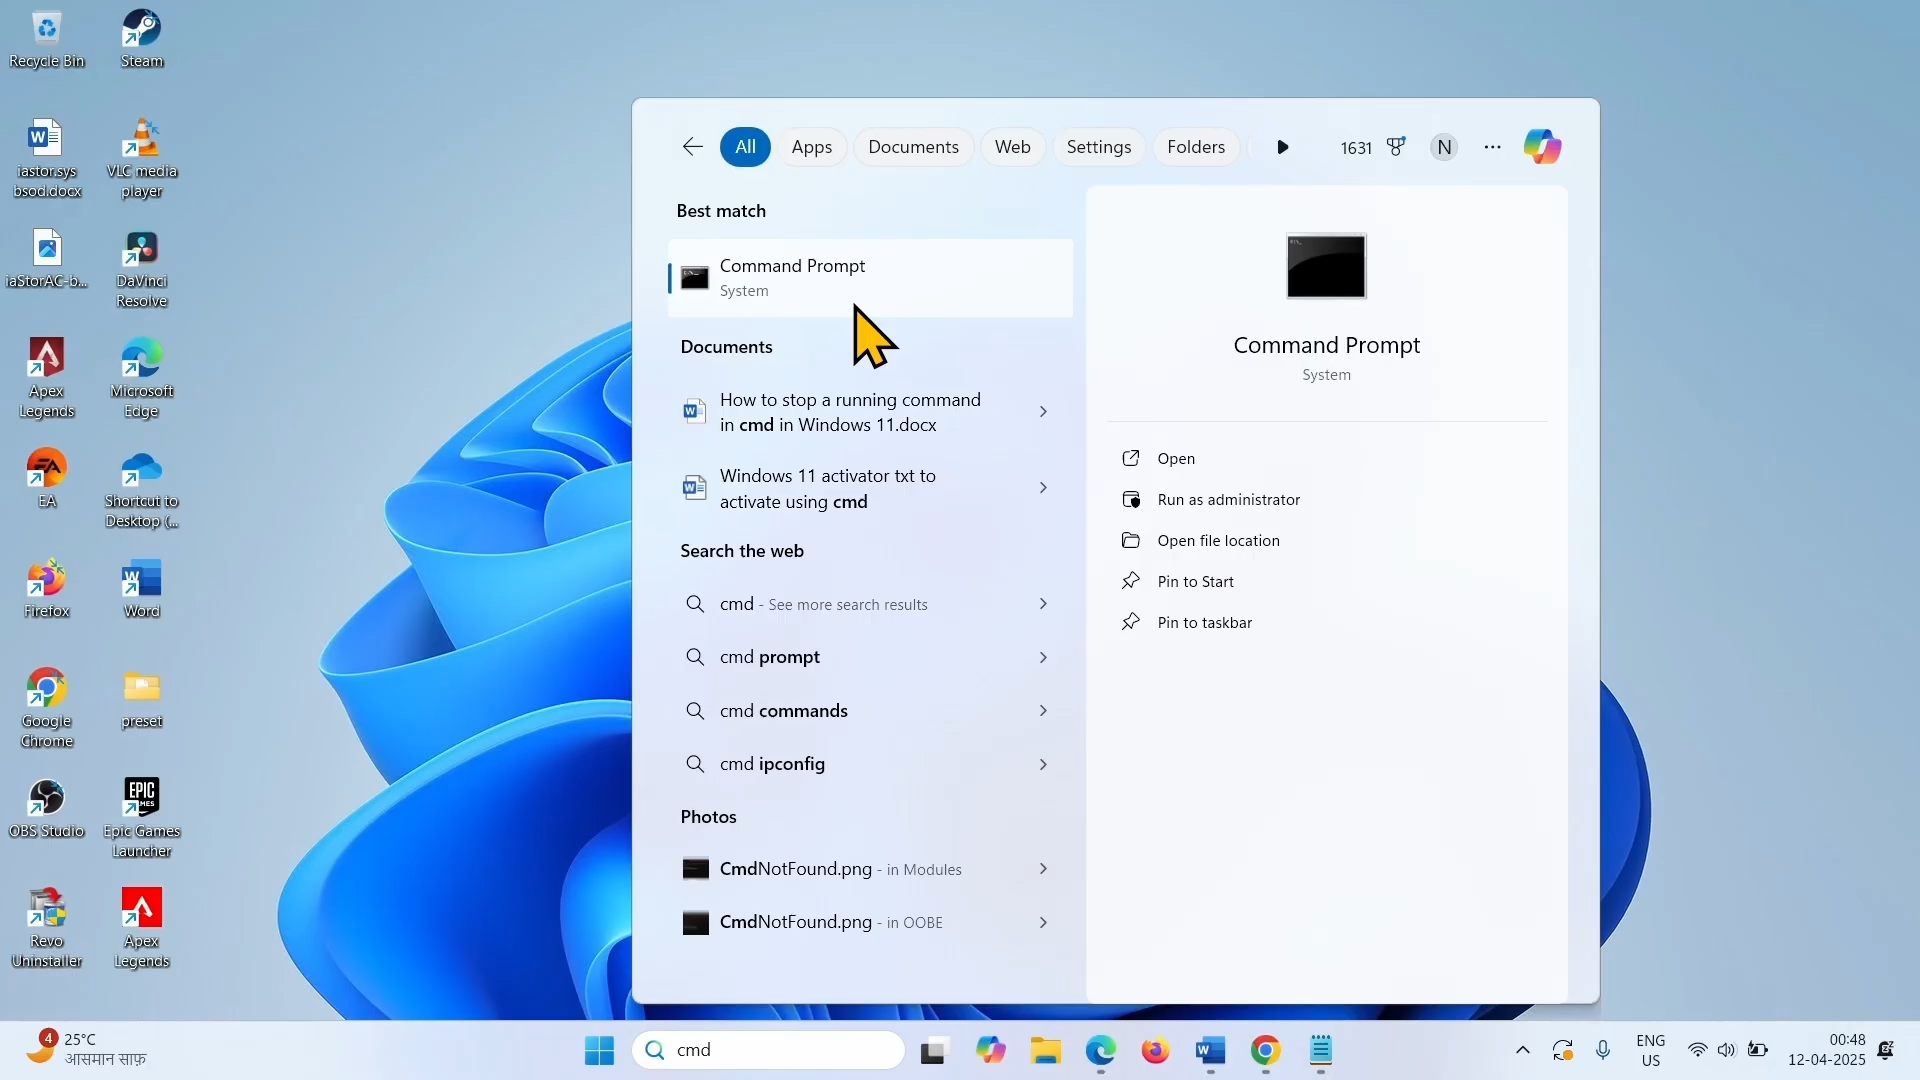 Recycle Bin
Steam
iastor.sys
bsod.docx
VLC media
player
iaStorAC-b...
DaVinci
Resolve
Apex
Legends
Microsoft
Edge
EA
EA
Shortcut to
Desktop (...
Firefox
Word
Google
Chrome
preset
OBS Studio
EPIC
GAMES
Epic Games
Launcher
Revo
Uninstaller
Apex
Legends
All
Apps
Documents
Web
Settings
Folders
1631
N
Best match
Command Prompt
System
Documents
How to stop a running command
in cmd in Windows 11.docx
Windows 11 activator txt to
activate using cmd
Search the web
cmd - See more search results
cmd prompt
cmd commands
cmd ipconfig
Photos
CmdNotFound.png - in Modules
CmdNotFound.png - in OOBE
Command Prompt
System
Open
Run as administrator
Open file location
Pin to Start
Pin to taskbar
4
25°C
आसमान साफ़
cmd
ENG
US
00:48
12-04-2025